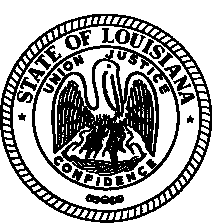 STATE OF LOUISIANA
UNION JUSTICE
CONFIDENCE